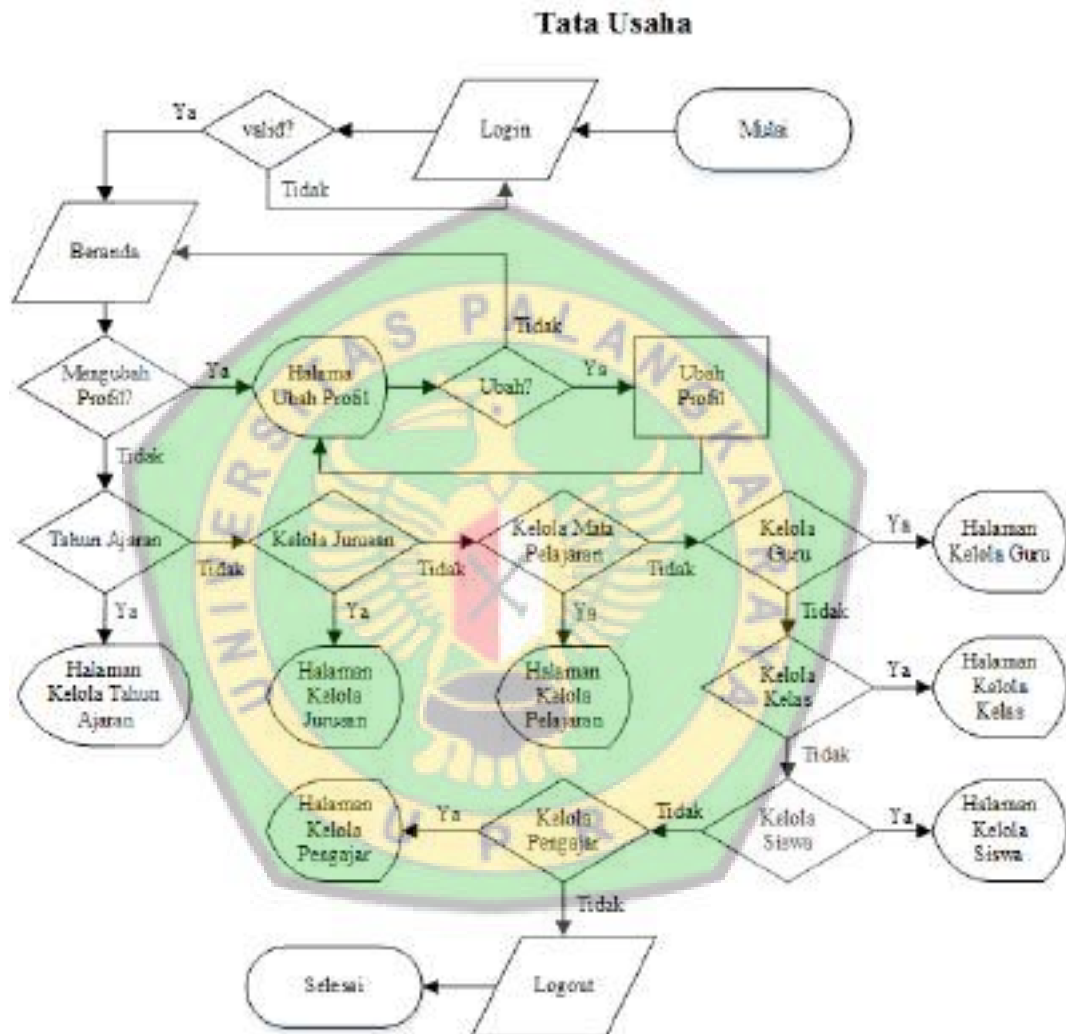 Tata Usaha
Ya
valid?
Login
Mulai
Tidak
Beranda
Tidak
Mengubah
Profil?
Ya
Halama
Ubah Profil
Ubah?
Ya
Ubah
Profil
Tidak
Tahun Ajaran
Tidak
Kelola Jurusan
Tidak
Kelola Mata
Pelajaran
Tidak
Kelola
Guru
Ya
Halaman
Kelola Guru
Ya
Ya
Ya
Tidak
Halaman
Kelola Tahun
Ajaran
Halaman
Kelola
Jurusan
Halaman
Kelola
Pelajaran
Kelola
Kelas
Ya
Halaman
Kelola
Kelas
Tidak
Halaman
Kelola
Pengajar
Ya
Kelola
Pengajar
Tidak
Kelola
Siswa
Ya
Halaman
Kelola
Siswa
Tidak
Selesai
Logout
UNIVERSITAS PALANGKARAYA
U P R